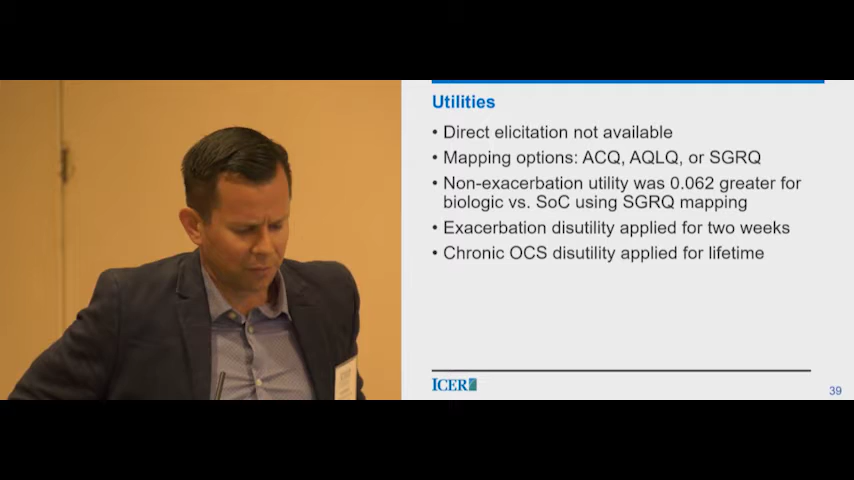 Utilities
• Direct elicitation not available
• Mapping options: ACQ, AQLQ, or SGRQ
• Non-exacerbation utility was 0.062 greater for
biologic vs. SoC using SGRQ mapping
• Exacerbation disutility applied for two weeks
• Chronic OCS disutility applied for lifetime
ICER
39